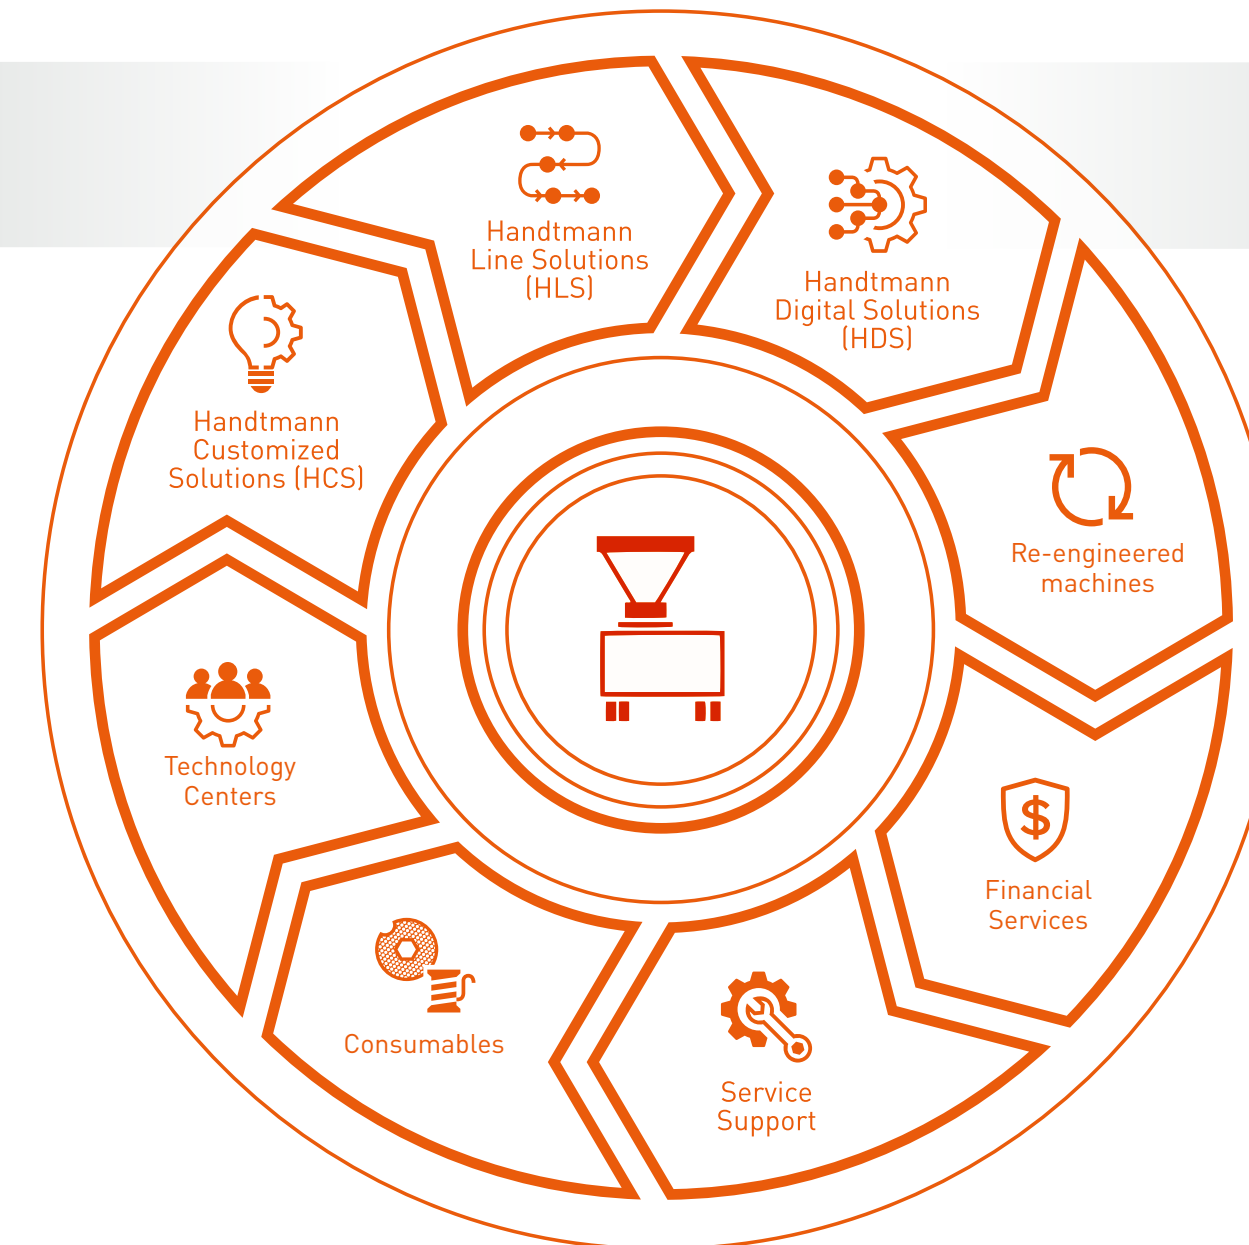 Handtmann
Line Solutions
(HLS)
Handtmann
Digital Solutions
(HDS)
Re-engineered
machines
Financial
Services
Service
Support
Consumables
Technology
Centers
Handtmann
Customized
Solutions (HCS)